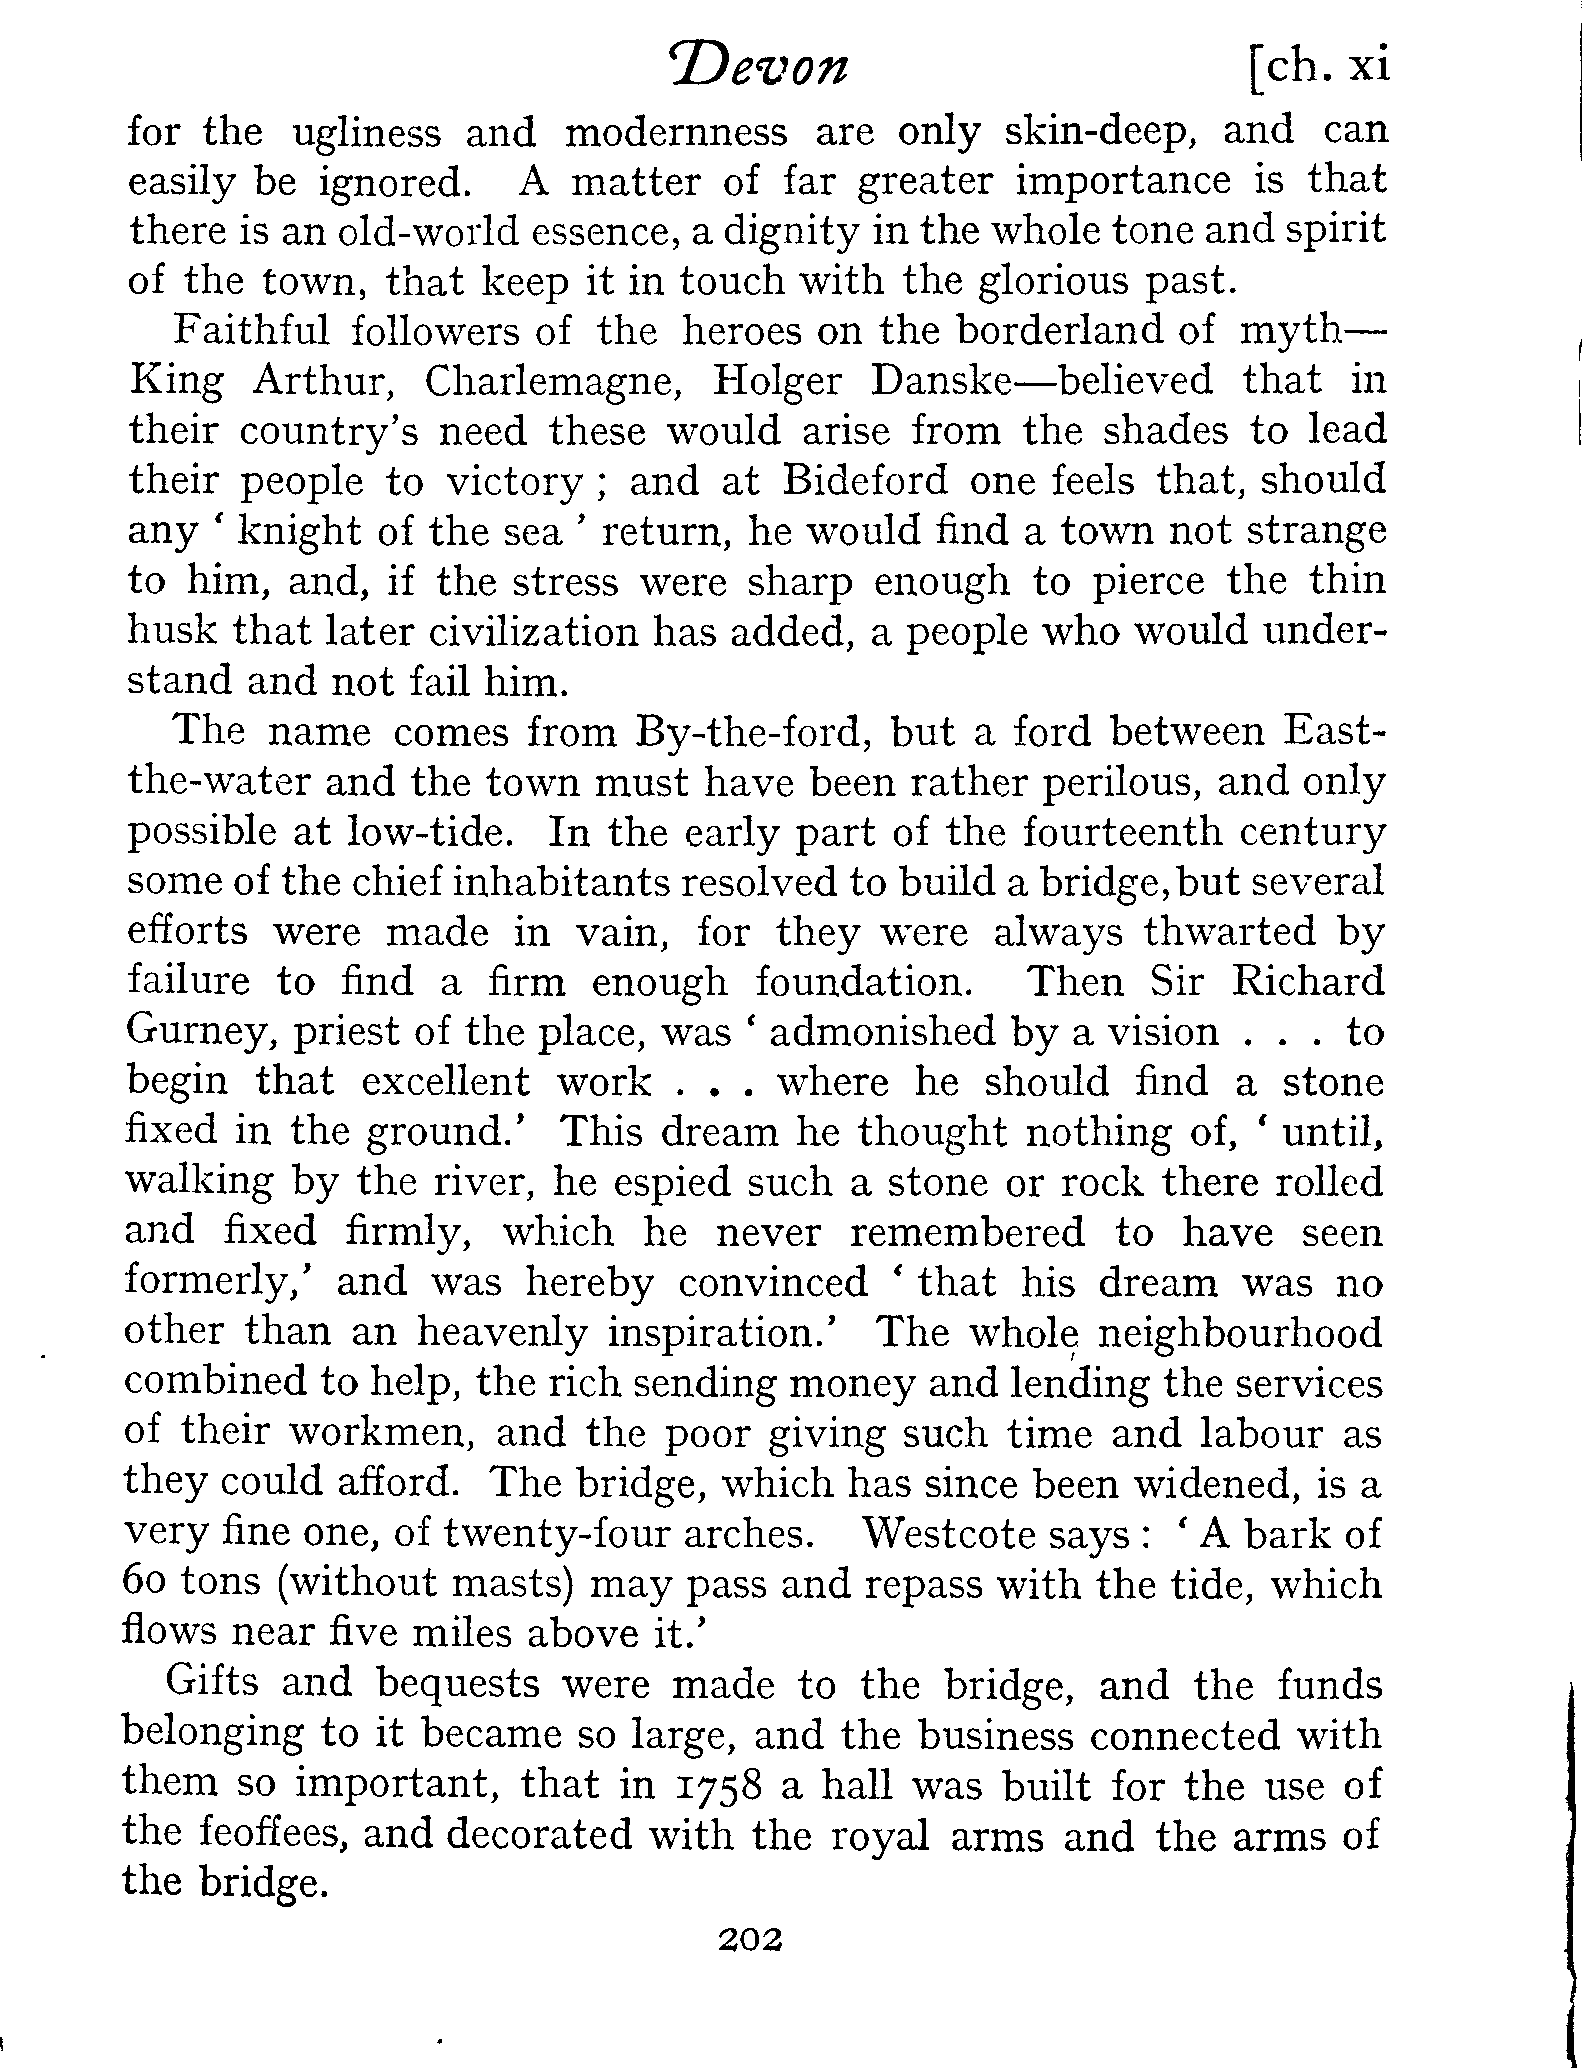 Devon [ch. xi
for the ugliness and modernness are only skin-deep, and can
easily be ignored. A matter of far greater importance is that
there is an old-world essence, a dignity in the whole tone and spirit
of the town, that keep it in touch with the glorious past.
Faithful followers of the heroes on the borderland of myth—
King Arthur, Charlemagne, Holger Danske—believed that in
their country's need these would arise from the shades to lead
their people to victory ; and at Bideford one feels that, should
any ‘ knight of the sea ’ return, he would find a town not strange
to him, and, if the stress were sharp enough to pierce the thin
husk that later civilization has added, a people who would under-
stand and not fail him.
The name comes from By-the-ford, but a ford between East-
the-water and the town must have been rather perilous, and only
possible at low-tide. In the early part of the fourteenth century
some of the chief inhabitants resolved to build a bridge, but several
efforts were made in vain, for they were always thwarted by
failure to find a firm enough foundation. Then Sir Richard
Gurney, priest of the place, was ‘ admonished by a vision . . . to
begin that excellent work . . . where he should find a stone
fixed in the ground.’ This dream he thought nothing of, ‘ until,
walking by the river, he espied such a stone or rock there rolled
and fixed firmly, which he never remembered to have seen
formerly,’ and was hereby convinced ‘ that his dream was no
other than an heavenly inspiration.’ The whole neighbourhood
combined to help, the rich sending money and lending the services
of their workmen, and the poor giving such time and labour as
they could afford. The bridge, which has since been widened, is a
very fine one, of twenty-four arches. Westcote says : ‘ A bark of
60 tons (without masts) may pass and repass with the tide, which
flows near five miles above it.’
Gifts and bequests were made to the bridge, and the funds
belonging to it became so large, and the business connected with
them so important, that in 1758 a hall was built for the use of
the feoffees, and decorated with the royal arms and the arms of
the bridge.
202